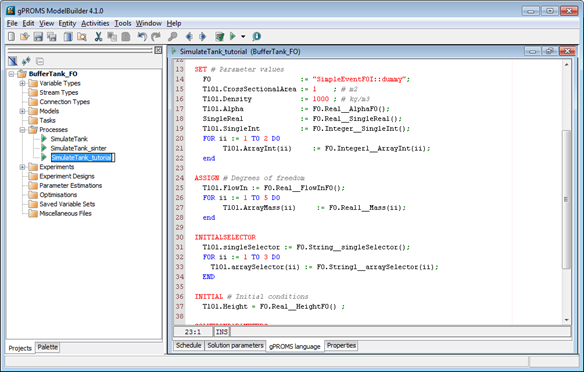 gPROMS ModelBuilder 4.1.0
File Edit View Entity Activities Tools Window Help
BufferTank_FO
Variable Types
Stream Types
Connection Types
Models
Tasks
Processes
SimulateTank
SimulateTank_sinter
SimulateTank_tutorial
Experiments
Experiment Designs
Parameter Estimations
Optimisations
Saved Variable Sets
Miscellaneous Files
Projects Palette
SimulateTank_tutorial (BufferTank_FO)
13 SET # Parameter values
14 FO := "SimpleEventFOI::dummy";
15 T101.CrossSectionalArea := 1 ; # m2
16 T101.Density := 1000 ; # kg/m3
17 T101.Alpha := FO.Real__AlphaFO();
18 SingleReal := FO.Real__SingleReal();
19 T101.SingleInt := FO.Integer__SingleInt();
20 FOR ii := 1 TO 2 DO
21 T101.ArrayInt(ii) := FO.Integer1__ArrayInt(ii);
22 end
23
24 ASSIGN # Degrees of freedom
25 T101.FlowIn := FO.Real__FlowInFO();
26 FOR ii := 1 TO 5 DO
27 T101.ArrayMass(ii) := FO.Real1__Mass(ii);
28 end
29
30 INITIALSELECTOR
31 T101.singleSelector := FO.String__singleSelector();
32 FOR ii := 1 TO 3 DO
33 T101.arraySelector(ii) := FO.String1__arraySelector(ii);
34 END
35
36 INITIAL # Initial conditions
37 T101.Height = FO.Real__HeightFO() ;
38
23:1 INS
Schedule Solution parameters gPROMS language Properties